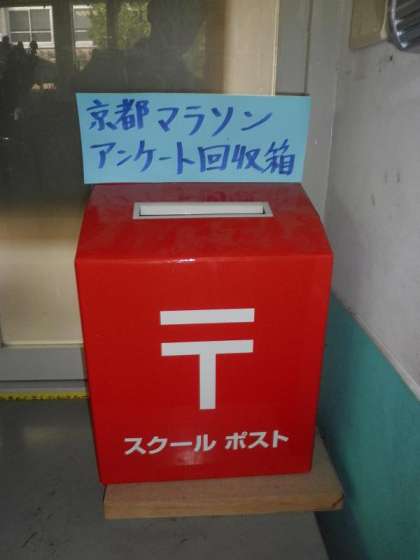 京都マラソン
アンケート回収箱
〒
スクール ポスト